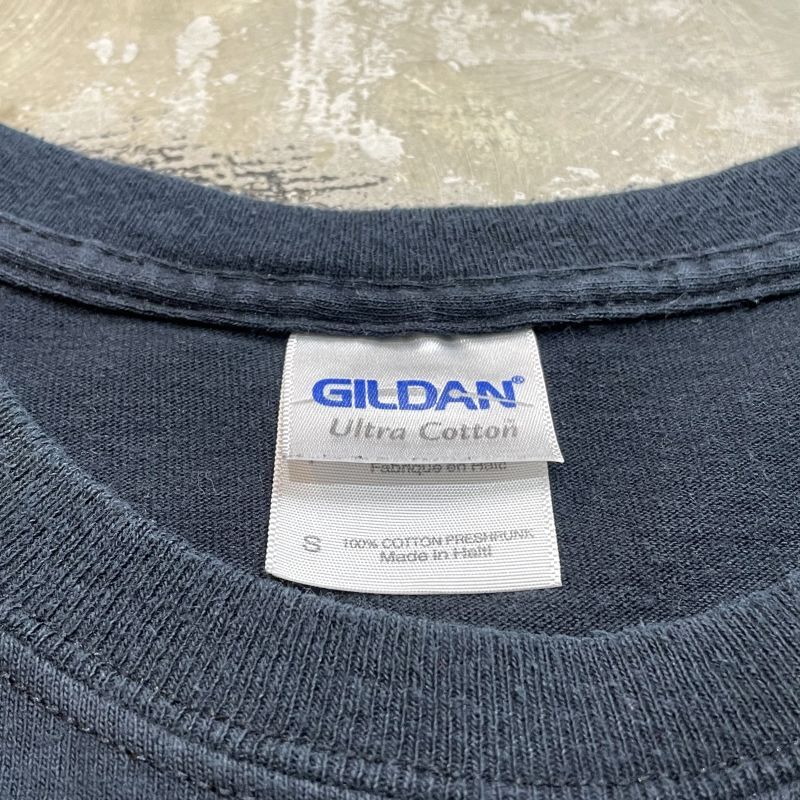 GILDAN®
Ultra Cotton
Fabriqué en Haïti
S 100% COTTON PRESHRUNK
Made in Haiti